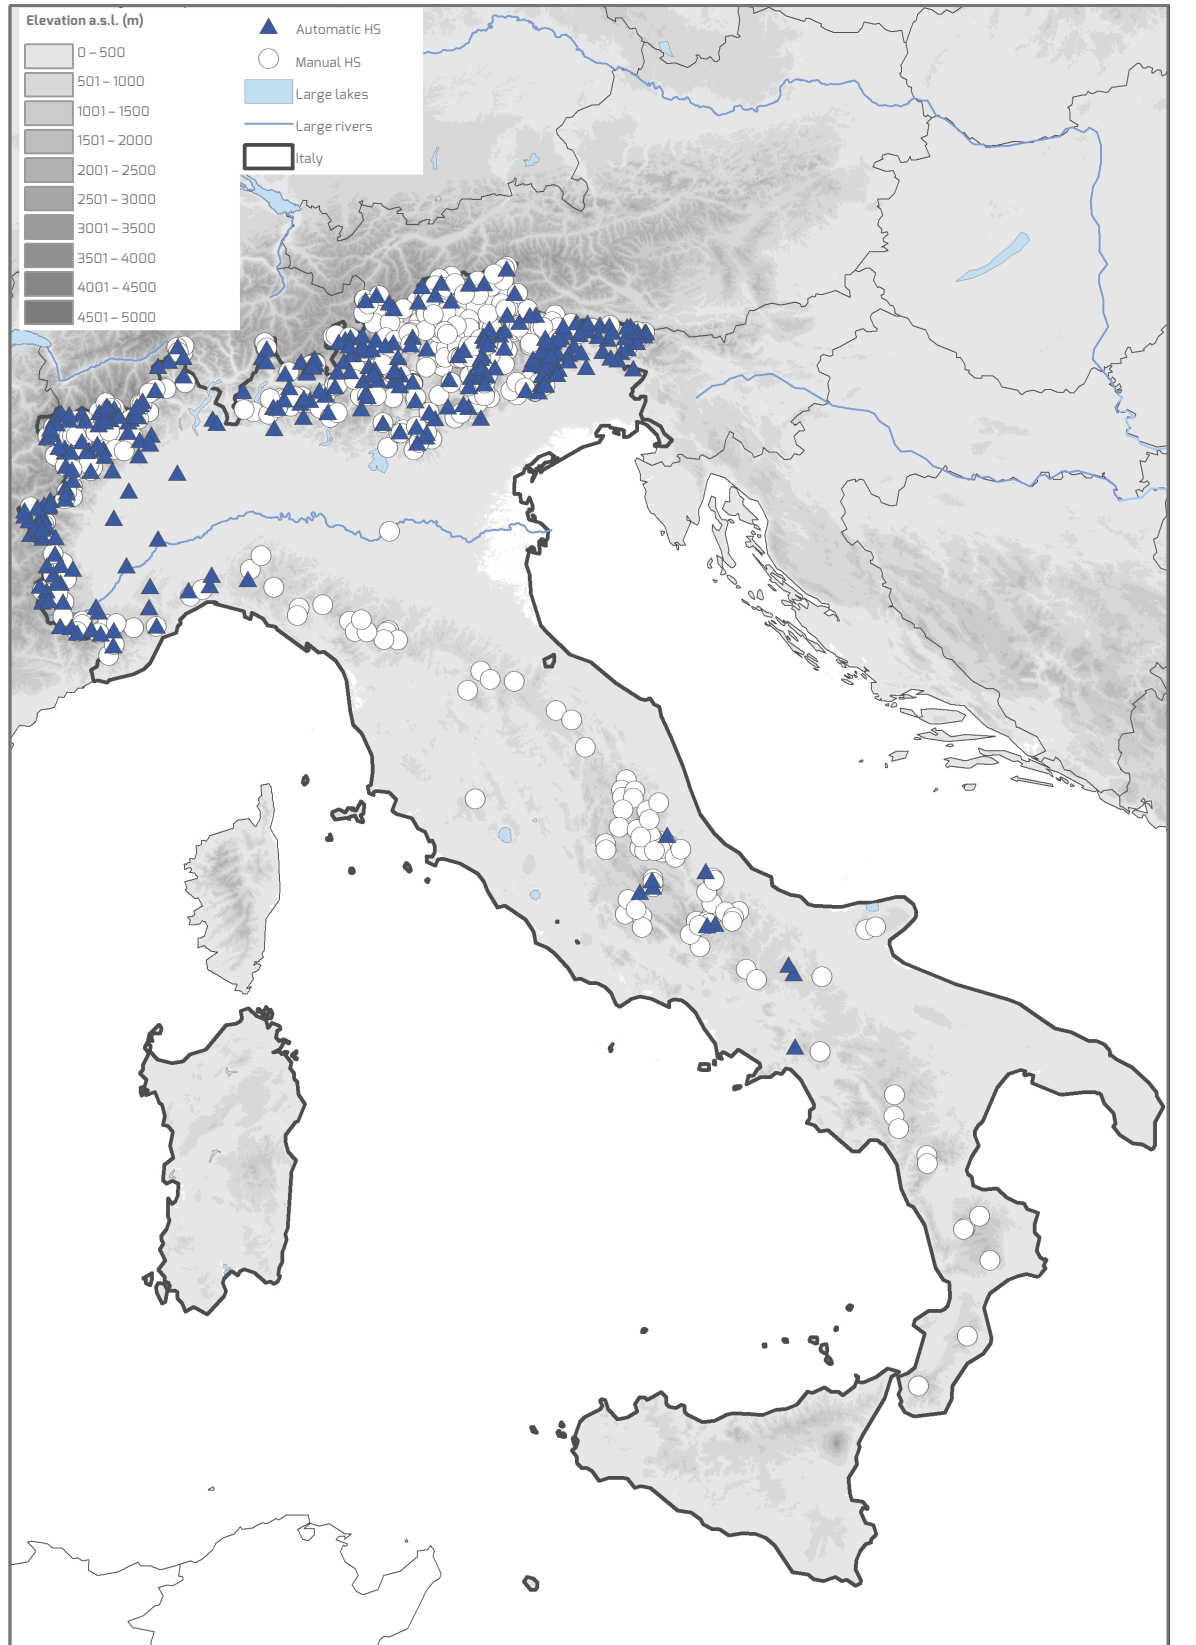 Elevation a.s.l. (m)
0 – 500
501 – 1000
1001 – 1500
1501 – 2000
2001 – 2500
2501 – 3000
3001 – 3500
3501 – 4000
4001 – 4500
4501 – 5000
Automatic HS
Manual HS
Large lakes
Large rivers
Italy